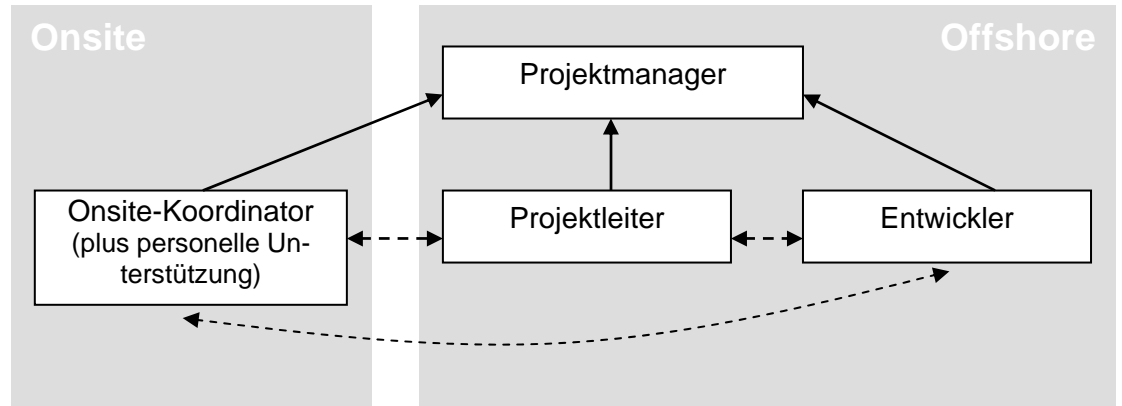 Onsite
Offshore
Projektmanager
Onsite-Koordinator
(plus personelle Un-
terstützung)
Projektleiter
Entwickler